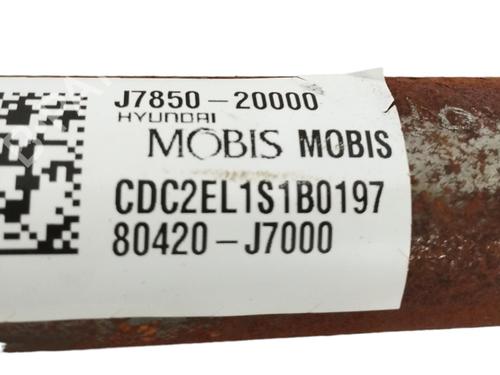 J7850-20000
HYUNDAI
MOBIS MOBIS
CDC2EL1S1B0197
80420-J7000